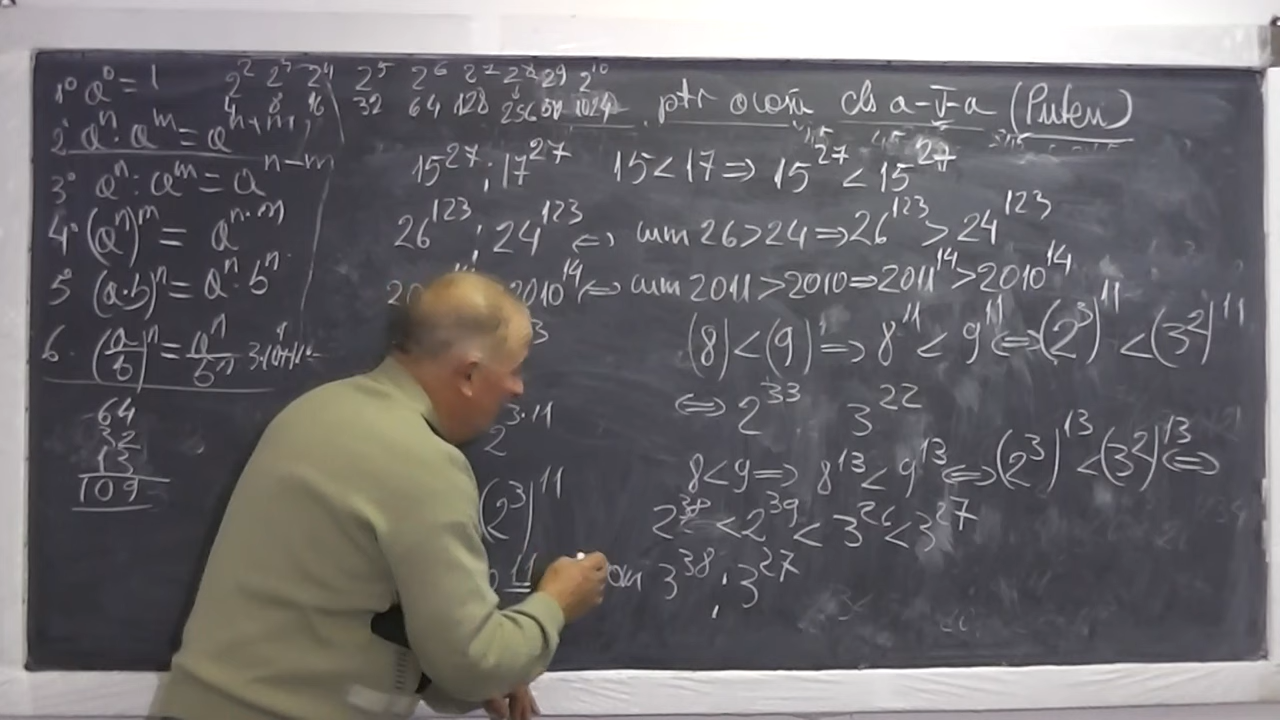 1° a⁰ = 1
2² 2³ 2⁴ 2⁵ 2⁶ 2⁷ 2⁸ 2⁹ 2¹⁰
4 8 16 32 64 128 256 1024
cls a-V-a (Puteri)
2° aⁿ · aᵐ = aⁿ⁺ᵐ
3° aⁿ : aᵐ = aⁿ⁻ᵐ
4° (aⁿ)ᵐ = aⁿ·ᵐ
5° (a·b)ⁿ = aⁿ · bⁿ
6. (a/b)ⁿ = aⁿ/bⁿ
64
32
13
109
15²⁷ ; 17²⁷ 15 < 17 ⇒ 15²⁷ < 15²⁷
26¹²³ ; 24¹²³ ⇔ cum 26 > 24 ⇒ 26¹²³ > 24¹²³
2010¹⁴ ⇔ cum 2011 > 2010 ⇒ 2011¹⁴ > 2010¹⁴
(8) < (9) ⇒ 8¹¹ < 9¹¹ ⇔ (2³)¹¹ < (3²)¹¹
2³·¹¹ ⇔ 2³³ 3²²
(2³)¹¹ 8 < 9 ⇒ 8¹³ < 9¹³ ⇔ (2³)¹³ < (3²)¹³ ⇔
2³⁸ < 2³⁹ < 3²⁶ < 3²⁷
11 3³⁸ ; 3²⁷